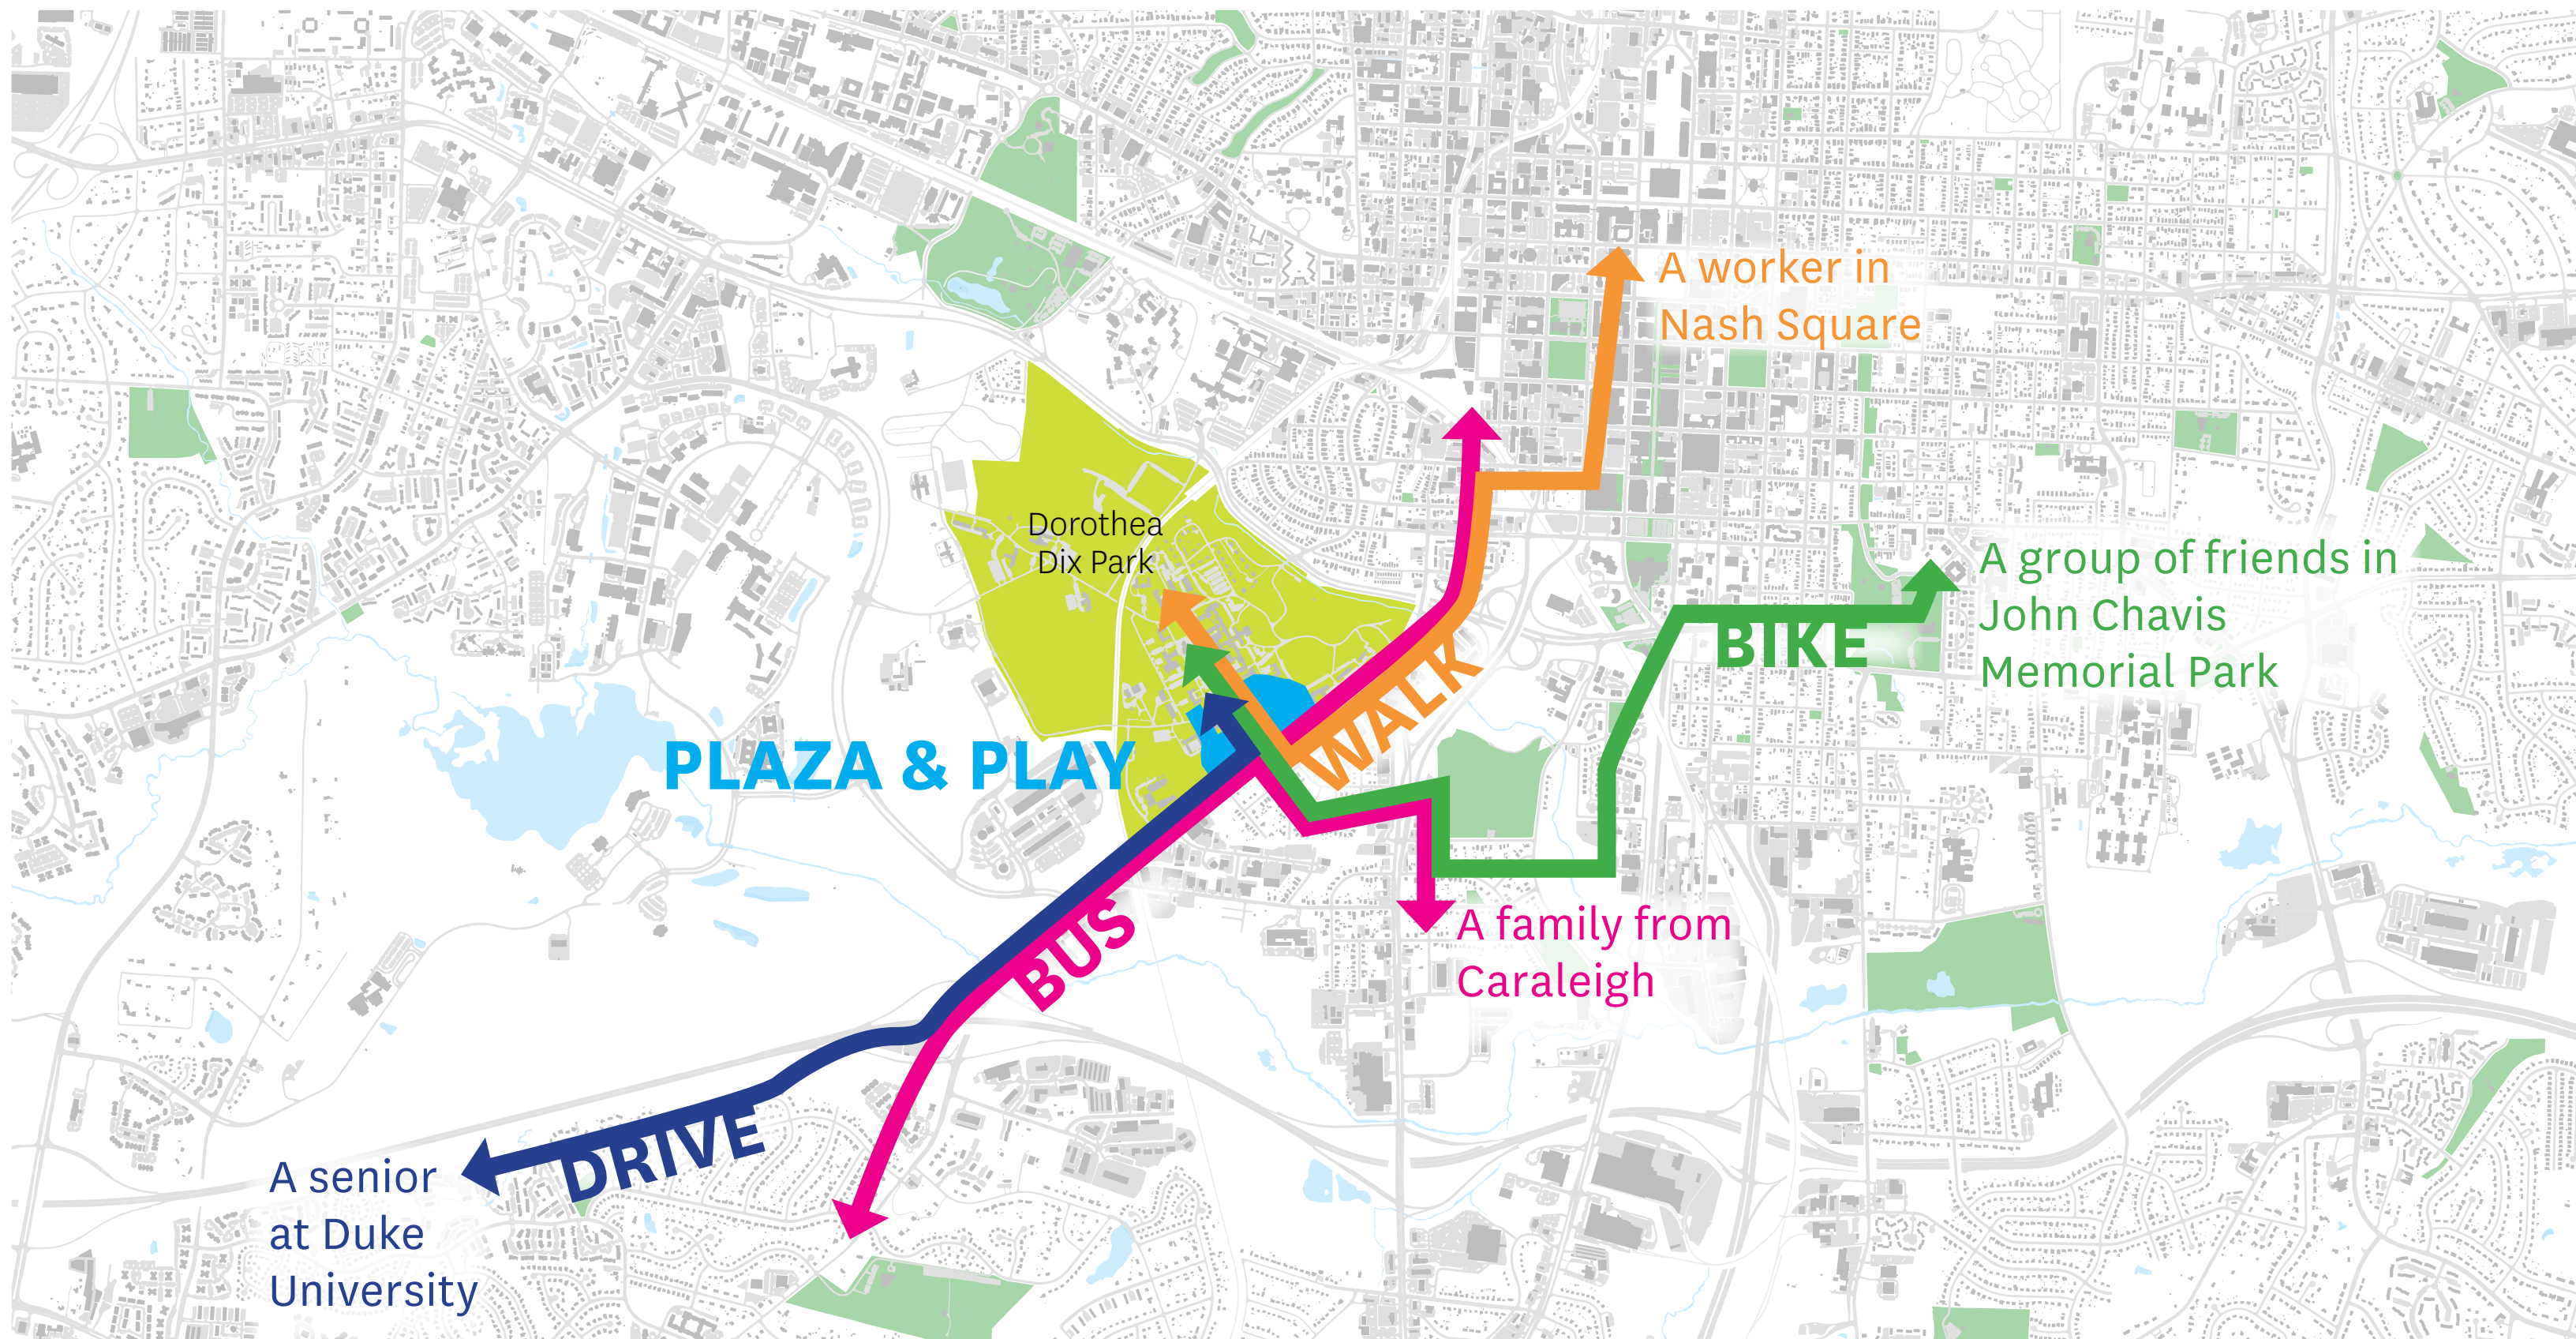 A worker in
Nash Square
Dorothea
Dix Park
A group of friends in
John Chavis
Memorial Park
BIKE
WALK
PLAZA & PLAY
BUS
A family from
Caraleigh
DRIVE
A senior
at Duke
University